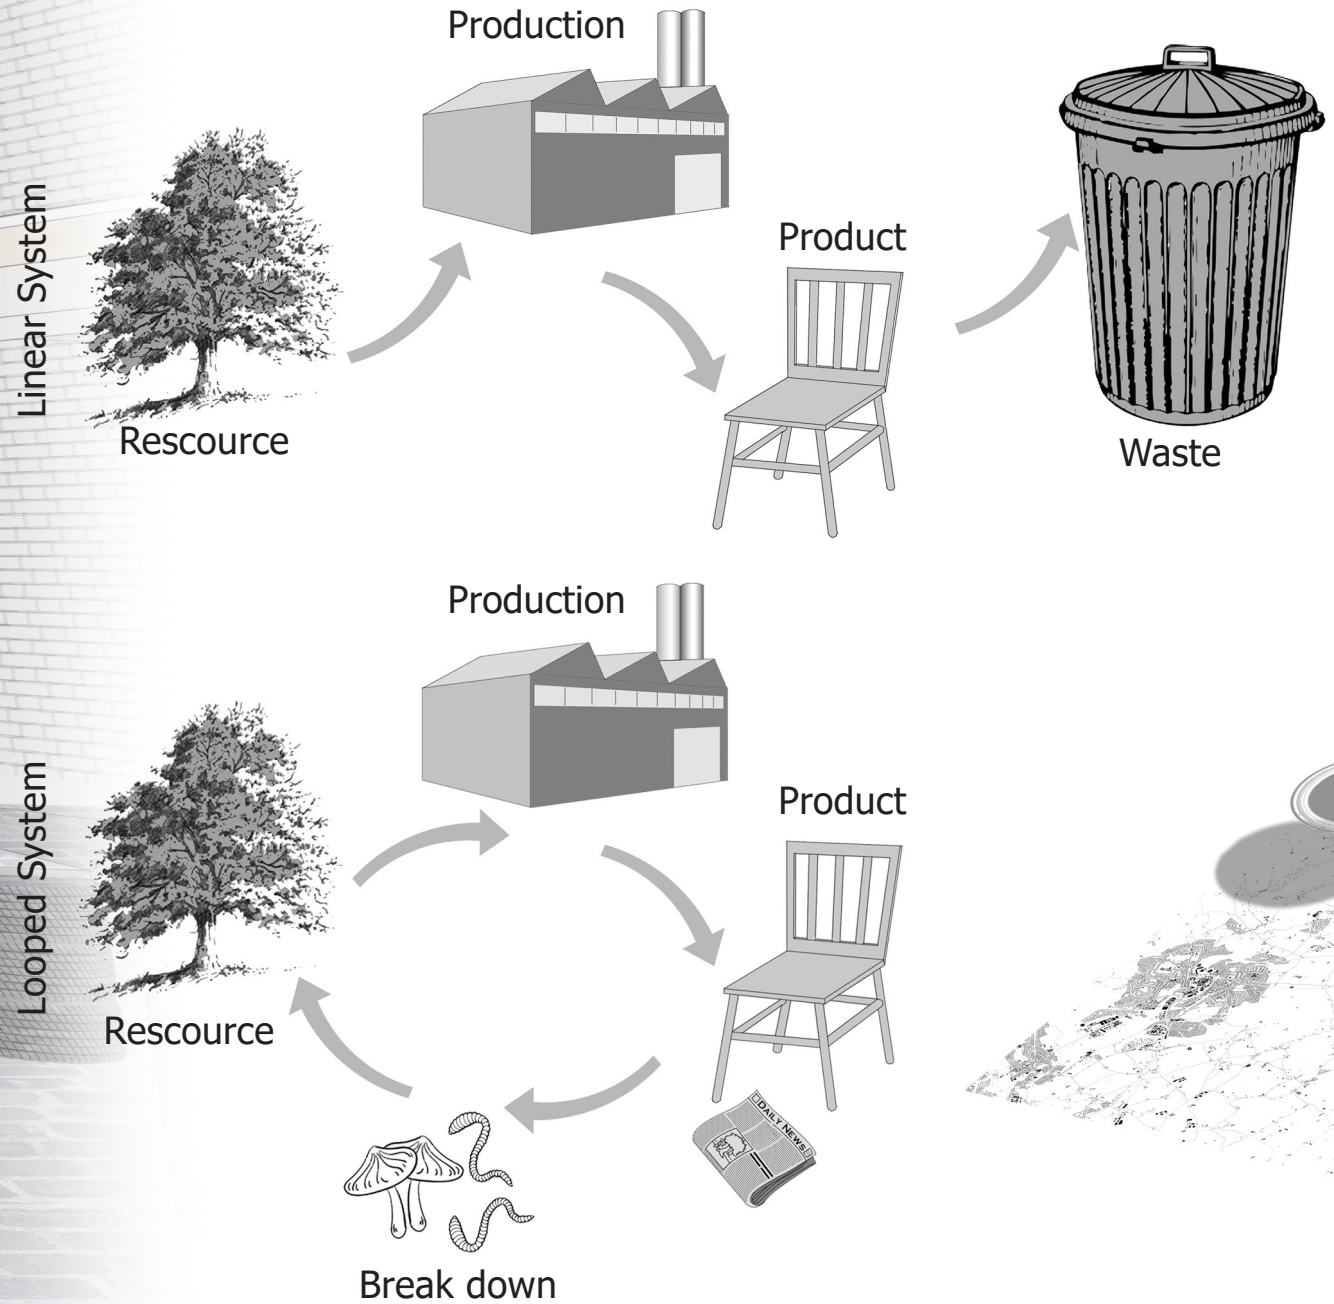 Linear System
Production
Rescource
Product
Waste
Looped System
Production
Rescource
Product
DAILY NEWS
Break down